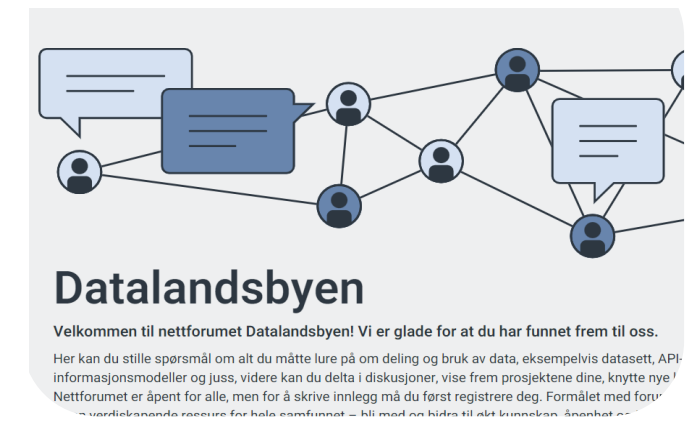 Datalandsbyen
Velkommen til nettforumet Datalandsbyen! Vi er glade for at du har funnet frem til oss.
Her kan du stille spørsmål om alt du måtte lure på om deling og bruk av data, eksempelvis datasett, API-
informasjonsmodeller og juss, videre kan du delta i diskusjoner, vise frem prosjektene dine, knytte nye
Nettforumet er åpent for alle, men for å skrive innlegg må du først registrere deg. Formålet med
verdiskapende ressurs for hele samfunnet – bli med og bidra til økt kunnskap, åpenhet